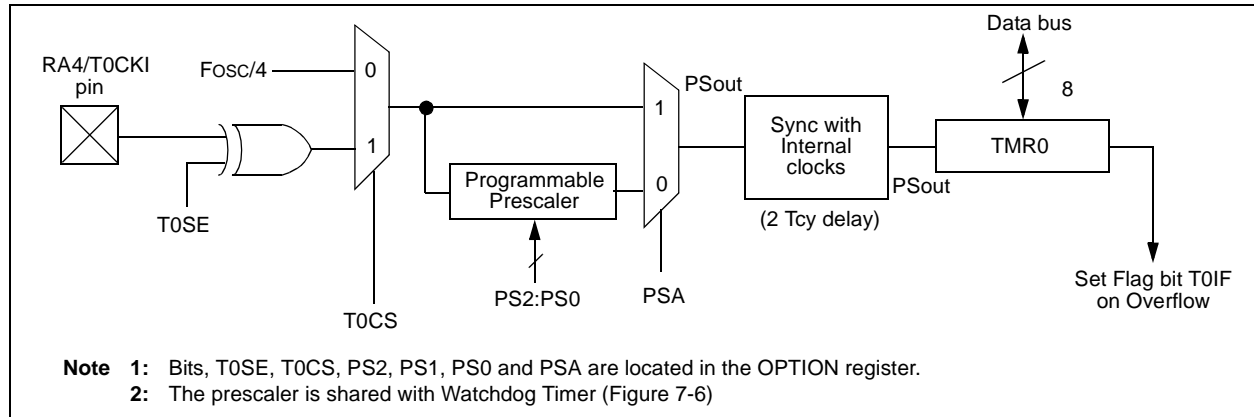 Data bus
RA4/T0CKI
pin
FOSC/4
0
1
T0SE
T0CS
Programmable
Prescaler
PS2:PS0
1
0
PSA
PSout
Sync with
Internal
clocks
(2 Tcy delay)
PSout
8
TMR0
Set Flag bit T0IF
on Overflow
Note 1: Bits, T0SE, T0CS, PS2, PS1, PS0 and PSA are located in the OPTION register.
2: The prescaler is shared with Watchdog Timer (Figure 7-6)